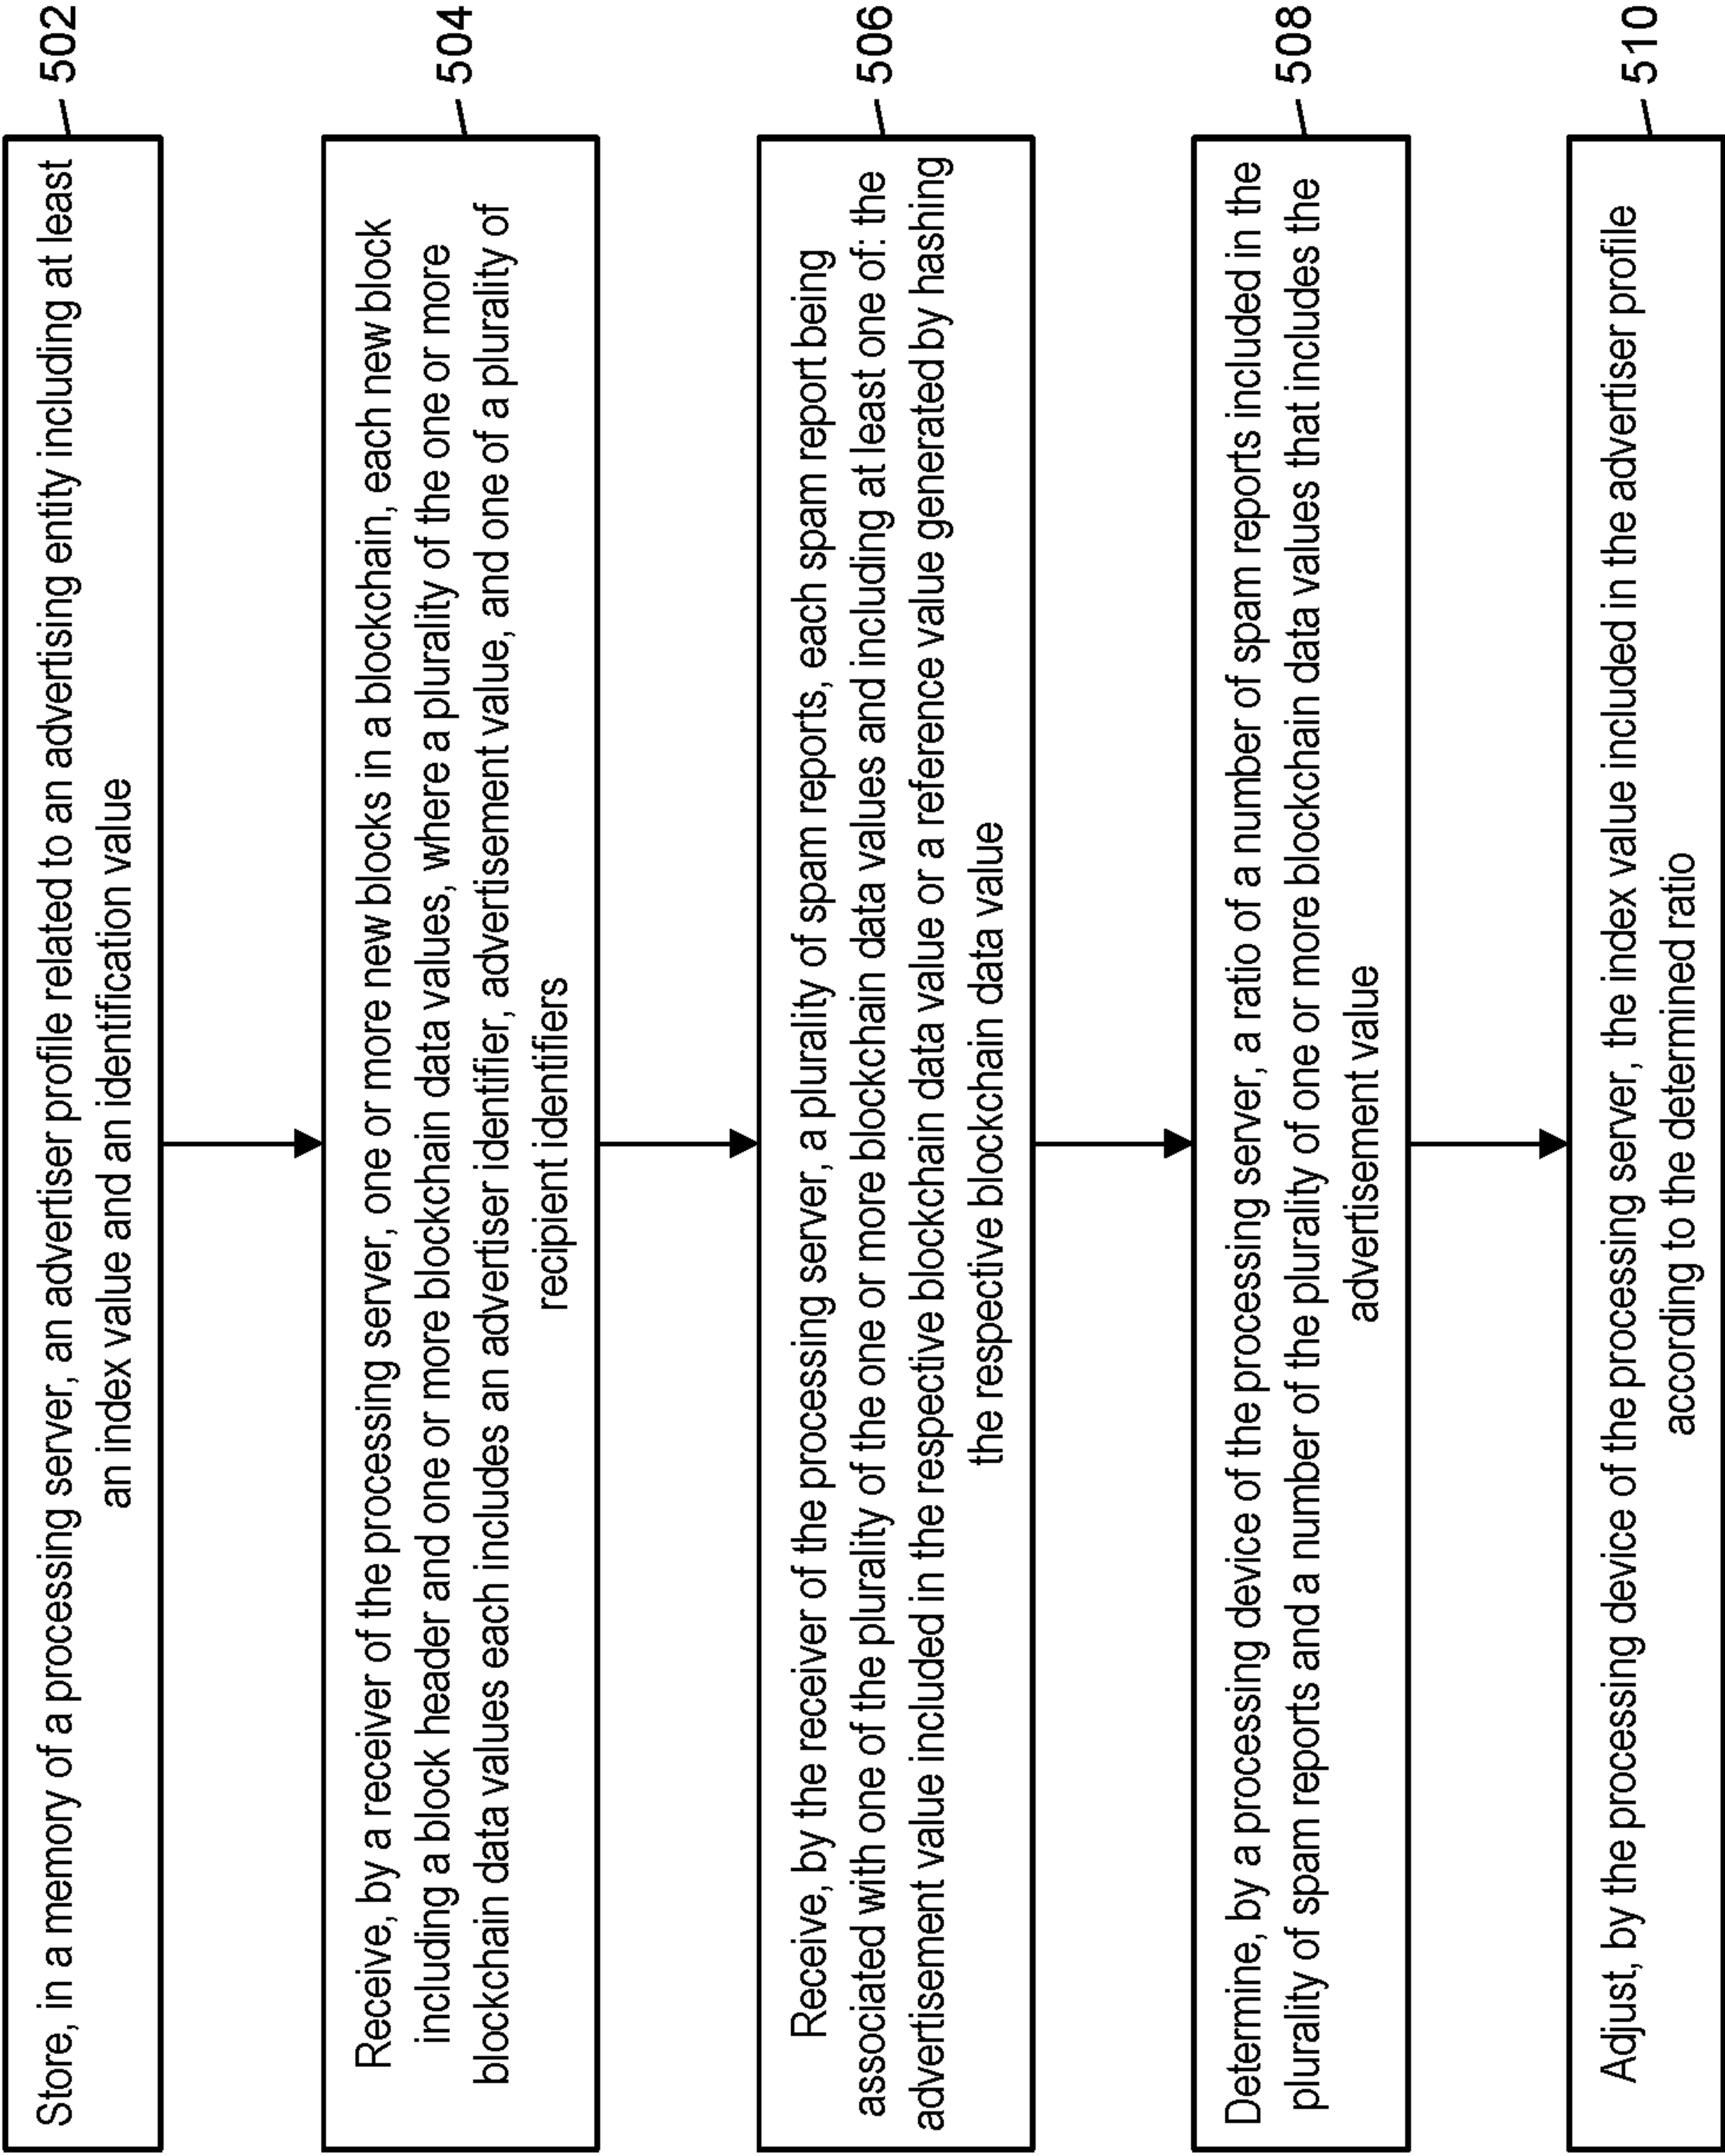 502
Store, in a memory of a processing server, an advertiser profile related to an advertising entity including at least
an index value and an identification value
504
Receive, by a receiver of the processing server, one or more new blocks in a blockchain, each new block
including a block header and one or more blockchain data values, where a plurality of the one or more
blockchain data values each includes an advertiser identifier, advertisement value, and one of a plurality of
recipient identifiers
506
Receive, by the receiver of the processing server, a plurality of spam reports, each spam report being
associated with one of the plurality of the one or more blockchain data values and including at least one of: the
advertisement value included in the respective blockchain data value or a reference value generated by hashing
the respective blockchain data value
508
Determine, by a processing device of the processing server, a ratio of a number of spam reports included in the
plurality of spam reports and a number of the plurality of one or more blockchain data values that includes the
advertisement value
510
Adjust, by the processing device of the processing server, the index value included in the advertiser profile
according to the determined ratio